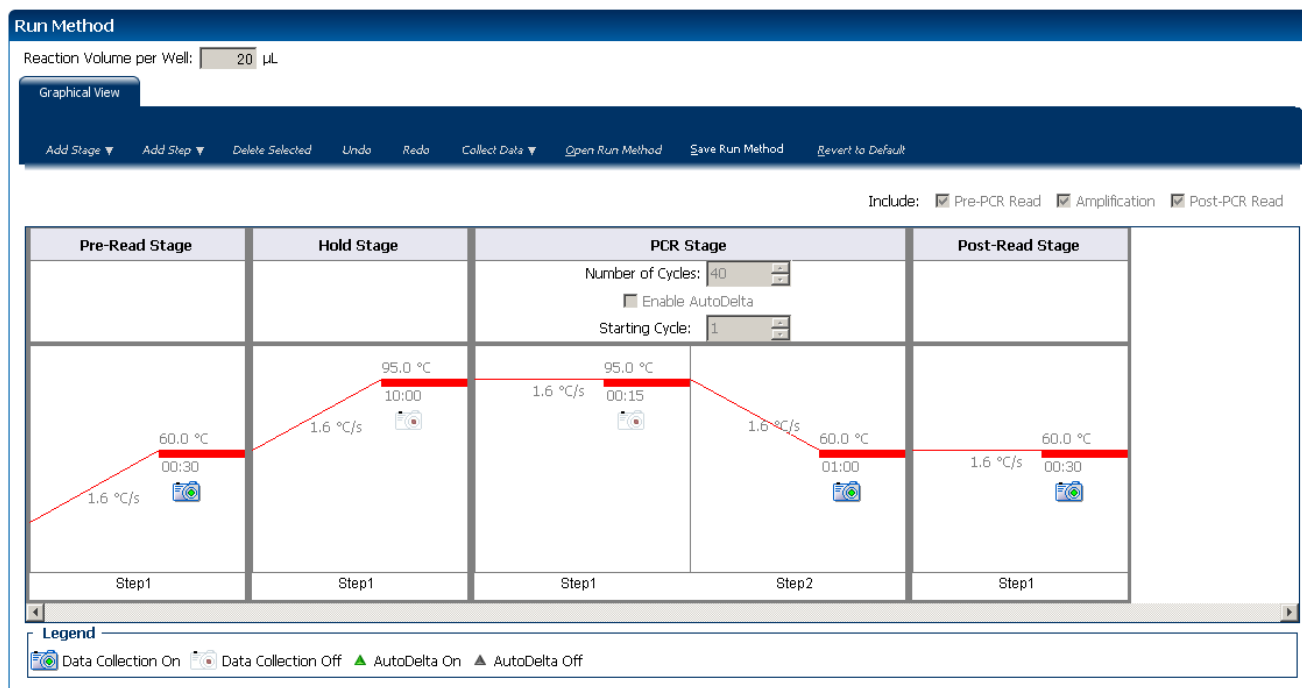 Run Method
Reaction Volume per Well: 20 µL
Graphical View
Add Stage ▼ Add Step ▼ Delete Selected Undo Redo Collect Data ▼ Open Run Method Save Run Method Revert to Default
Include: Pre-PCR Read Amplification Post-PCR Read
Pre-Read Stage Hold Stage PCR Stage Post-Read Stage
Number of Cycles: 40
Enable AutoDelta
Starting Cycle: 1
95.0 °C 95.0 °C
1.6 °C/s
10:00 00:15
1.6 °C/s 1.6 °C/s
60.0 °C 60.0 °C 60.0 °C
1.6 °C/s
00:30 01:00 00:30
1.6 °C/s
Step1 Step1 Step1 Step2 Step1
Legend
Data Collection On Data Collection Off AutoDelta On AutoDelta Off